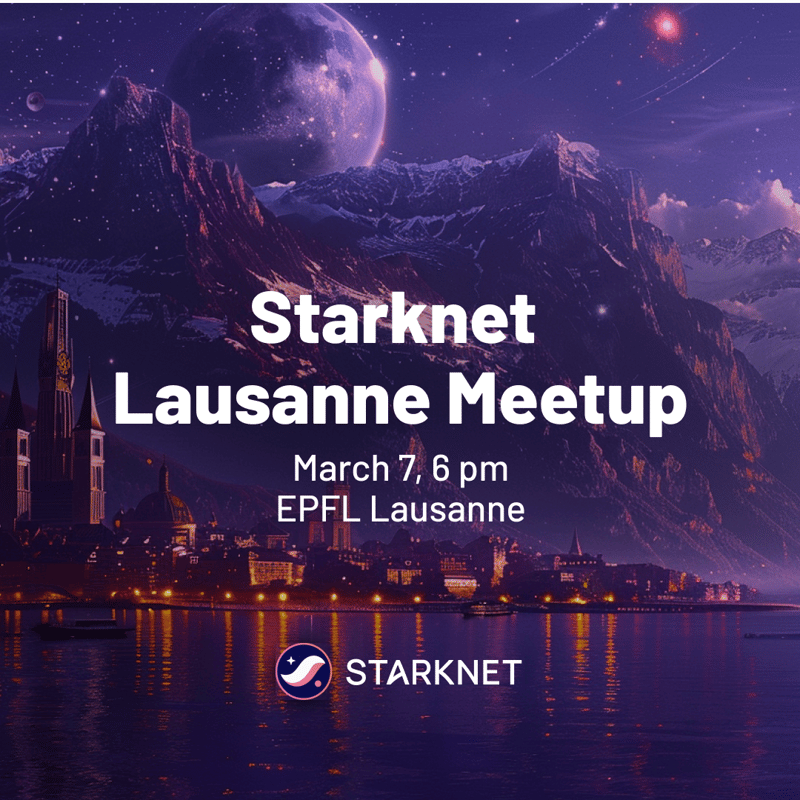 Starknet
Lausanne Meetup
March 7, 6 pm
EPFL Lausanne
STARKNET